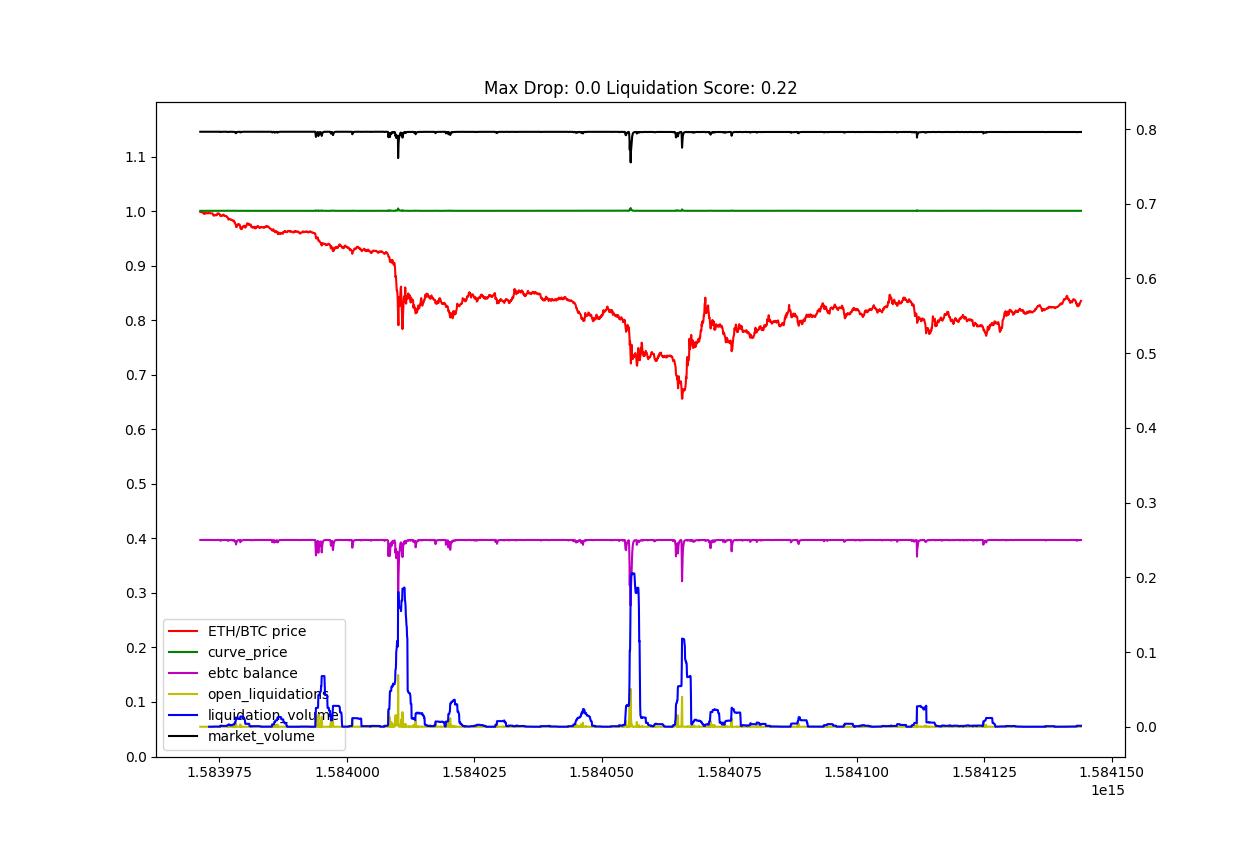 Max Drop: 0.0 Liquidation Score: 0.22
1.1
1.0
0.9
0.8
0.7
0.6
0.5
0.4
0.3
0.2
0.1
0.0
0.8
0.7
0.6
0.5
0.4
0.3
0.2
0.1
0.0
ETH/BTC price
curve_price
ebtc balance
open_liquidations
liquidation_volume
market_volume
1.583975 1.584000 1.584025 1.584050 1.584075 1.584100 1.584125 1.584150
1e15